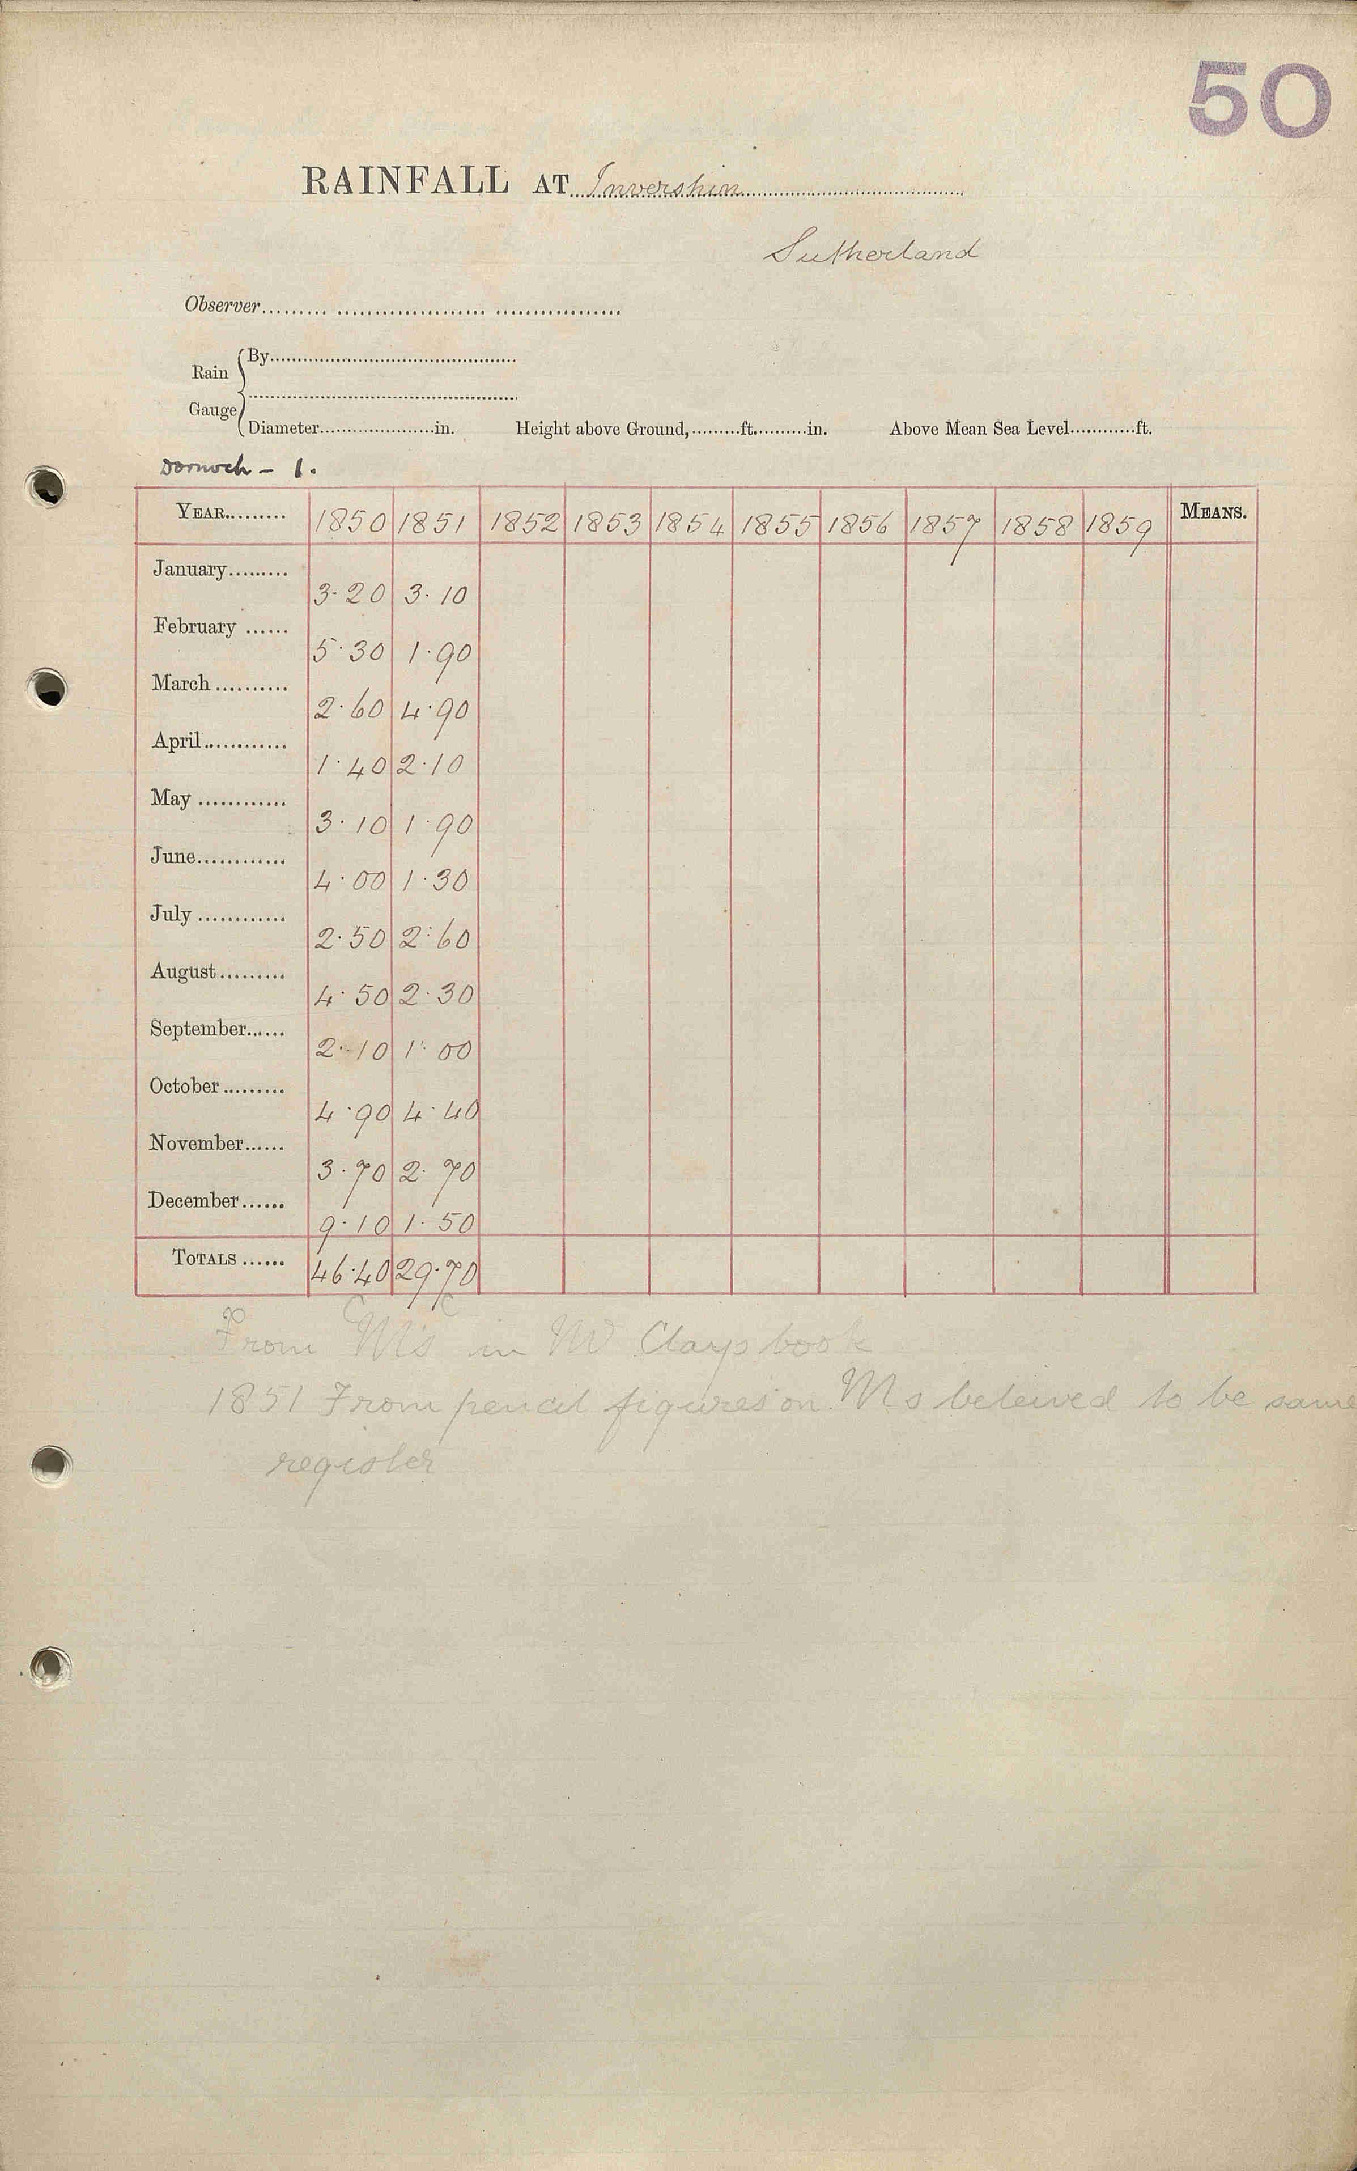 50
RAINFALL AT Invershin
Sutherland
Observer
Rain Gauge
By
Diameter in. Height above Ground, ft. in. Above Mean Sea Level ft.
Dornoch - 1.
YEAR 1850 1851 1852 1853 1854 1855 1856 1857 1858 1859 MEANS.
January 3.20 3.10
February 5.30 1.90
March 2.60 4.90
April 1.40 2.10
May 3.10 1.90
June 4.00 1.30
July 2.50 2.60
August 4.50 2.30
September 2.10 1.00
October 4.90 4.40
November 3.70 2.70
December 9.10 1.50
TOTALS 46.40 29.70
From Ms in Clays book
1851 From pencil figures on Ms beleived to be same
register